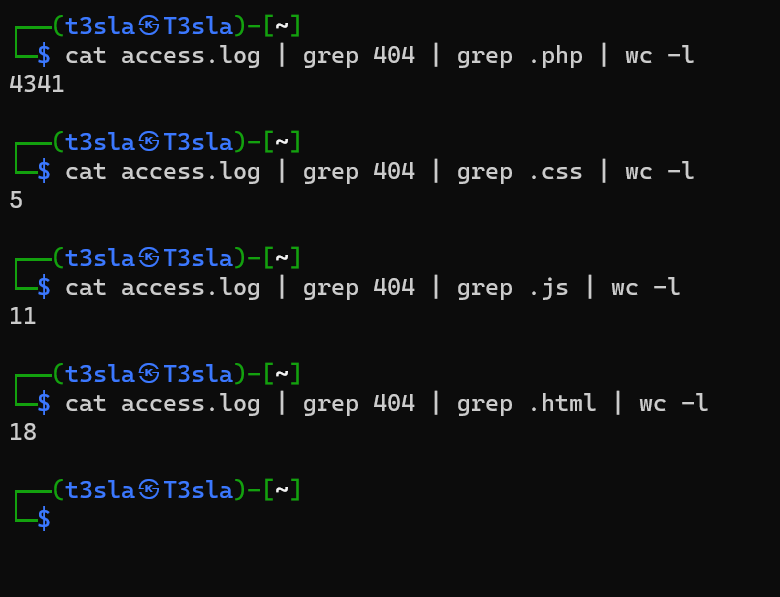 ┌──(t3sla㉿T3sla)-[~]
└─$ cat access.log | grep 404 | grep .php | wc -l
4341
┌──(t3sla㉿T3sla)-[~]
└─$ cat access.log | grep 404 | grep .css | wc -l
5
┌──(t3sla㉿T3sla)-[~]
└─$ cat access.log | grep 404 | grep .js | wc -l
11
┌──(t3sla㉿T3sla)-[~]
└─$ cat access.log | grep 404 | grep .html | wc -l
18
┌──(t3sla㉿T3sla)-[~]
└─$